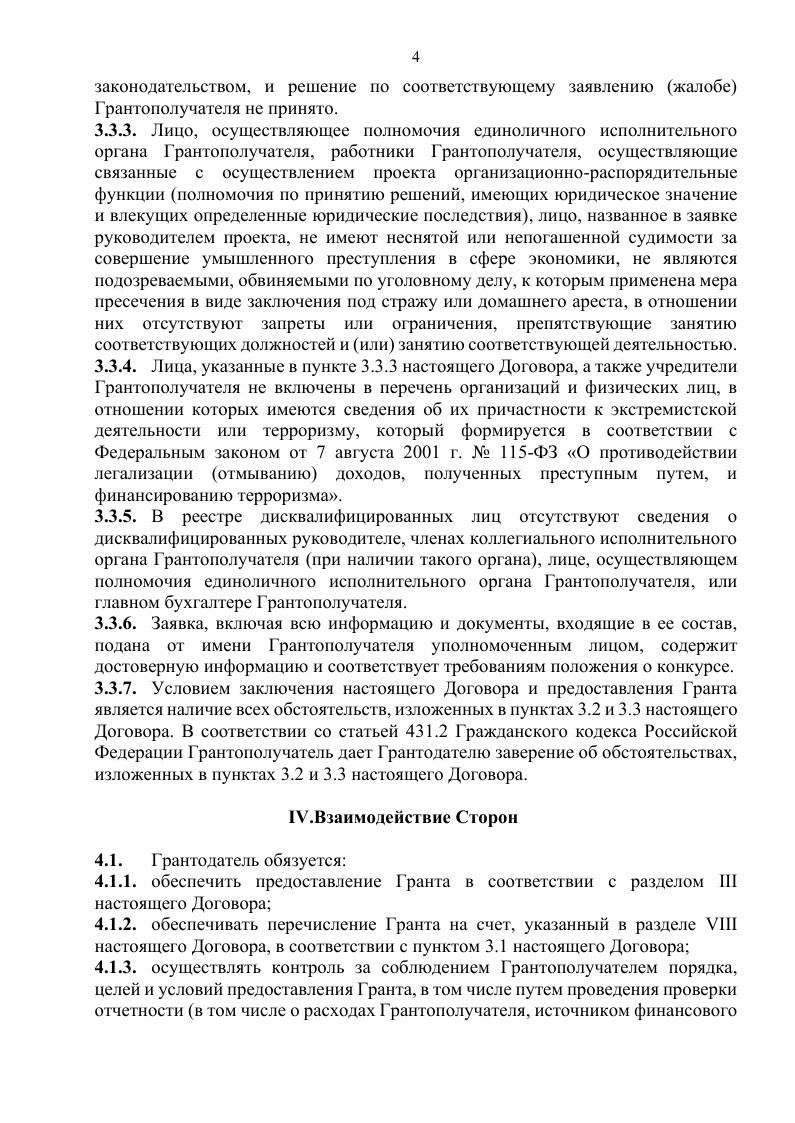 4
законодательством, и решение по соответствующему заявлению (жалобе)
Грантополучателя не принято.
3.3.3. Лицо, осуществляющее полномочия единоличного исполнительного
органа Грантополучателя, работники Грантополучателя, осуществляющие
связанные с осуществлением проекта организационно-распорядительные
функции (полномочия по принятию решений, имеющих юридическое значение
и влекущих определенные юридические последствия), лицо, названное в заявке
руководителем проекта, не имеют неснятой или непогашенной судимости за
совершение умышленного преступления в сфере экономики, не являются
подозреваемыми, обвиняемыми по уголовному делу, к которым применена мера
пресечения в виде заключения под стражу или домашнего ареста, в отношении
них отсутствуют запреты или ограничения, препятствующие занятию
соответствующих должностей и (или) занятию соответствующей деятельностью.
3.3.4. Лица, указанные в пункте 3.3.3 настоящего Договора, а также учредители
Грантополучателя не включены в перечень организаций и физических лиц, в
отношении которых имеются сведения об их причастности к экстремистской
деятельности или терроризму, который формируется в соответствии с
Федеральным законом от 7 августа 2001 г. № 115-ФЗ «О противодействии
легализации (отмыванию) доходов, полученных преступным путем, и
финансированию терроризма».
3.3.5. В реестре дисквалифицированных лиц отсутствуют сведения о
дисквалифицированных руководителе, членах коллегиального исполнительного
органа Грантополучателя (при наличии такого органа), лице, осуществляющем
полномочия единоличного исполнительного органа Грантополучателя, или
главном бухгалтере Грантополучателя.
3.3.6. Заявка, включая всю информацию и документы, входящие в ее состав,
подана от имени Грантополучателя уполномоченным лицом, содержит
достоверную информацию и соответствует требованиям положения о конкурсе.
3.3.7. Условием заключения настоящего Договора и предоставления Гранта
является наличие всех обстоятельств, изложенных в пунктах 3.2 и 3.3 настоящего
Договора. В соответствии со статьей 431.2 Гражданского кодекса Российской
Федерации Грантополучатель дает Грантодателю заверение об обстоятельствах,
изложенных в пунктах 3.2 и 3.3 настоящего Договора.
IV.Взаимодействие Сторон
4.1. Грантодатель обязуется:
4.1.1. обеспечить предоставление Гранта в соответствии с разделом III
настоящего Договора;
4.1.2. обеспечивать перечисление Гранта на счет, указанный в разделе VIII
настоящего Договора, в соответствии с пунктом 3.1 настоящего Договора;
4.1.3. осуществлять контроль за соблюдением Грантополучателем порядка,
целей и условий предоставления Гранта, в том числе путем проведения проверки
отчетности (в том числе о расходах Грантополучателя, источником финансового